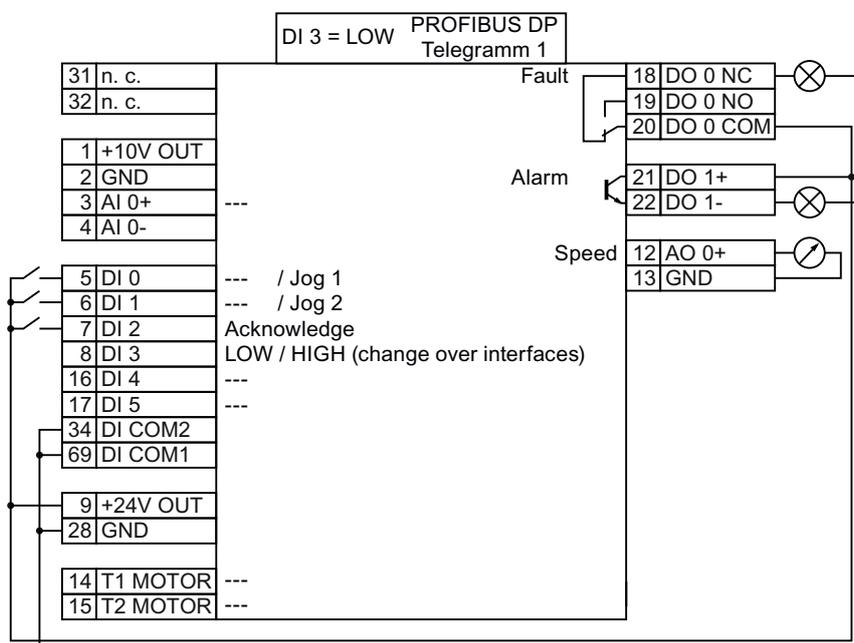 DI 3 = LOW PROFIBUS DP
Telegramm 1
31 n. c.
32 n. c.
1 +10V OUT
2 GND
3 AI 0+ ---
4 AI 0-
5 DI 0 --- / Jog 1
6 DI 1 --- / Jog 2
7 DI 2 Acknowledge
8 DI 3 LOW / HIGH (change over interfaces)
16 DI 4 ---
17 DI 5 ---
34 DI COM2
69 DI COM1
9 +24V OUT
28 GND
14 T1 MOTOR ---
15 T2 MOTOR ---
Fault 18 DO 0 NC
19 DO 0 NO
20 DO 0 COM
Alarm 21 DO 1+
22 DO 1-
Speed 12 AO 0+
13 GND